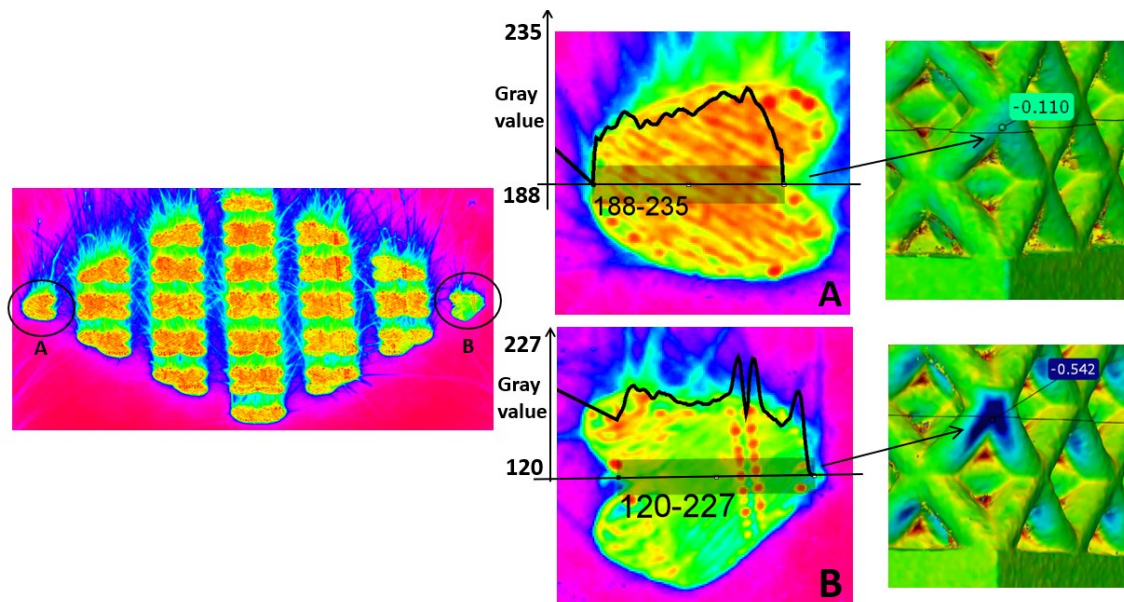 235
Gray
value
188
188-235
A
-0.110
A
B
227
Gray
value
120
120-227
B
-0.542